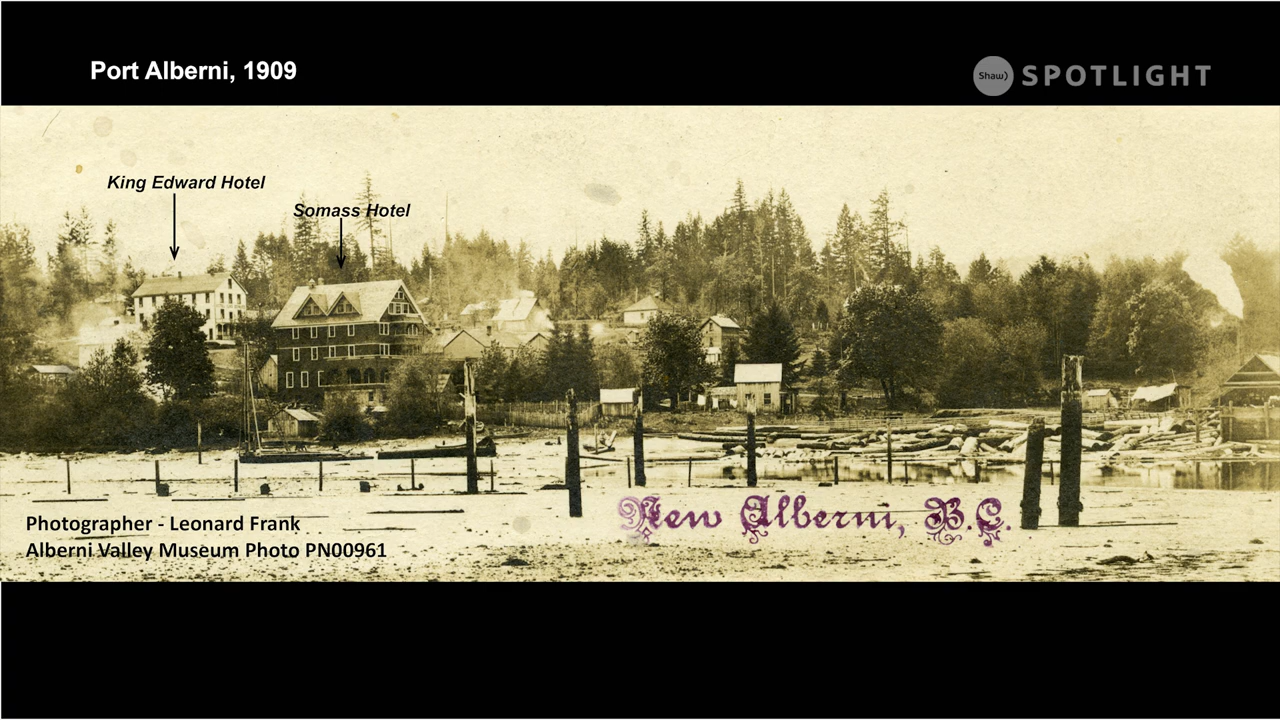 Port Alberni, 1909
Shaw) SPOTLIGHT
King Edward Hotel
Somass Hotel
New Alberni, B.C.
Photographer - Leonard Frank
Alberni Valley Museum Photo PN00961